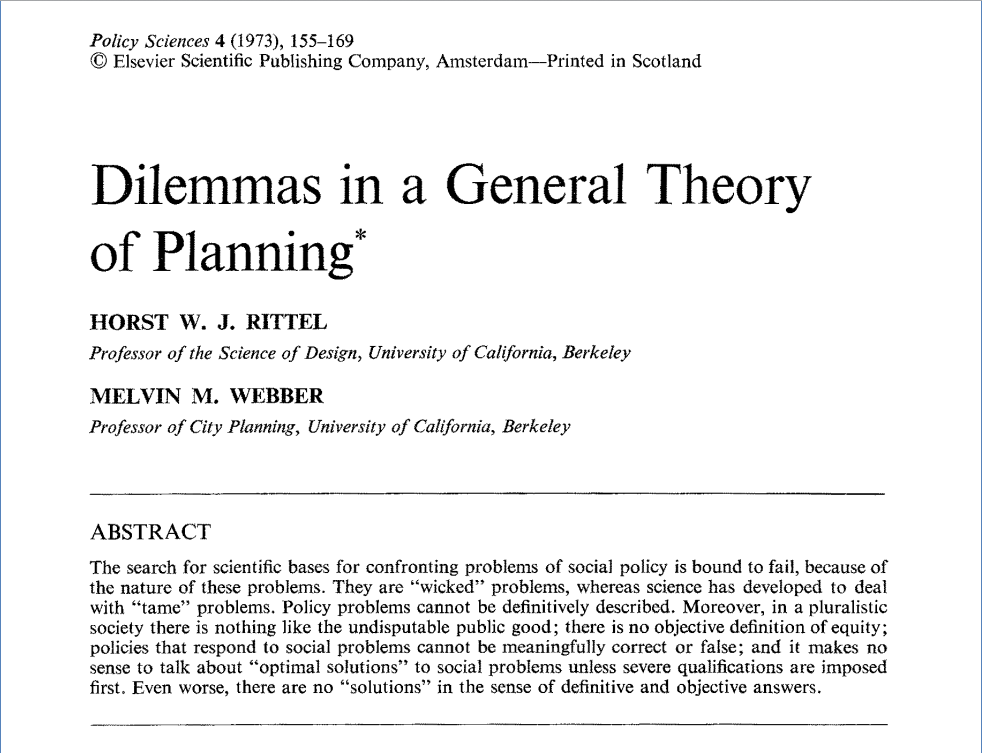 Policy Sciences 4 (1973), 155–169
© Elsevier Scientific Publishing Company, Amsterdam—Printed in Scotland
Dilemmas in a General Theory
of Planning*
HORST W. J. RITTEL
Professor of the Science of Design, University of California, Berkeley
MELVIN M. WEBBER
Professor of City Planning, University of California, Berkeley
ABSTRACT
The search for scientific bases for confronting problems of social policy is bound to fail, because of
the nature of these problems. They are “wicked” problems, whereas science has developed to deal
with “tame” problems. Policy problems cannot be definitively described. Moreover, in a pluralistic
society there is nothing like the undisputable public good; there is no objective definition of equity;
policies that respond to social problems cannot be meaningfully correct or false; and it makes no
sense to talk about “optimal solutions” to social problems unless severe qualifications are imposed
first. Even worse, there are no “solutions” in the sense of definitive and objective answers.